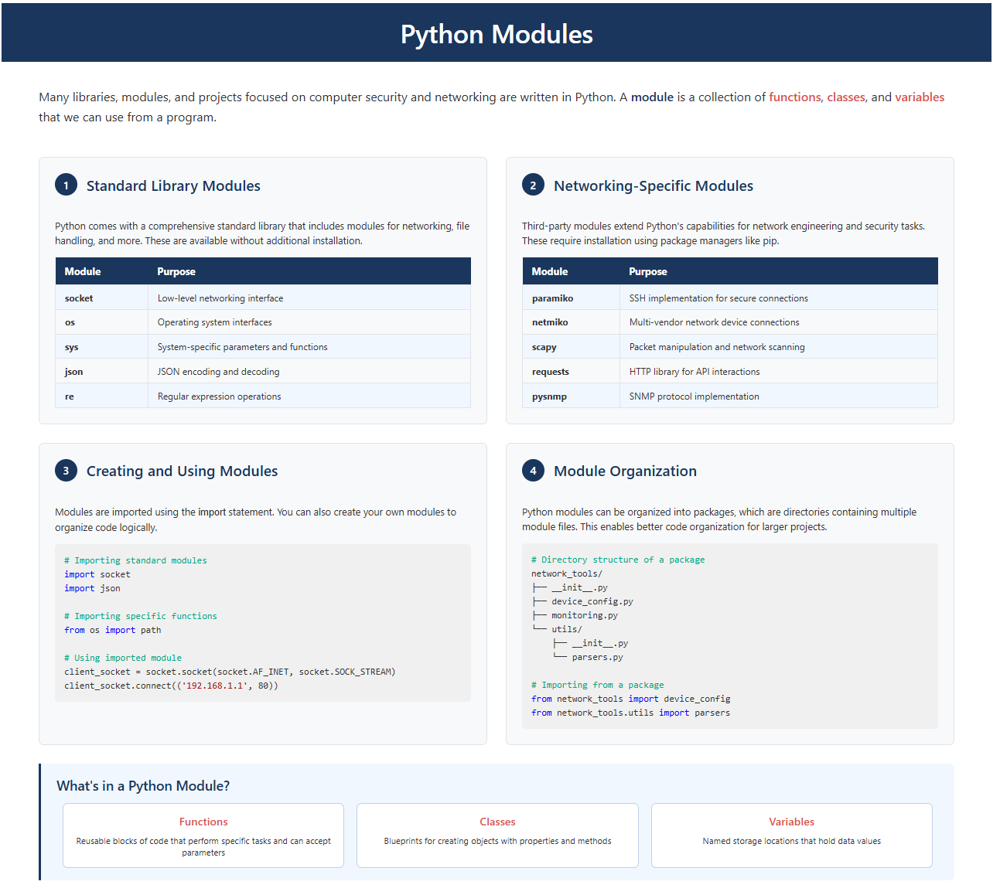 Python Modules
Many libraries, modules, and projects focused on computer security and networking are written in Python. A module is a collection of functions, classes, and variables
that we can use from a program.
1 Standard Library Modules
Python comes with a comprehensive standard library that includes modules for networking, file
handling, and more. These are available without additional installation.
Module Purpose
socket Low-level networking interface
os Operating system interfaces
sys System-specific parameters and functions
json JSON encoding and decoding
re Regular expression operations
2 Networking-Specific Modules
Third-party modules extend Python's capabilities for network engineering and security tasks.
These require installation using package managers like pip.
Module Purpose
paramiko SSH implementation for secure connections
netmiko Multi-vendor network device connections
scapy Packet manipulation and network scanning
requests HTTP library for API interactions
pysnmp SNMP protocol implementation
3 Creating and Using Modules
Modules are imported using the import statement. You can also create your own modules to
organize code logically.
# Importing standard modules
import socket
import json
# Importing specific functions
from os import path
# Using imported module
client_socket = socket.socket(socket.AF_INET, socket.SOCK_STREAM)
client_socket.connect(('192.168.1.1', 80))
4 Module Organization
Python modules can be organized into packages, which are directories containing multiple
module files. This enables better code organization for larger projects.
# Directory structure of a package
network_tools/
├── __init__.py
├── device_config.py
├── monitoring.py
└── utils/
    ├── __init__.py
    └── parsers.py
# Importing from a package
from network_tools import device_config
from network_tools.utils import parsers
What's in a Python Module?
Functions
Reusable blocks of code that perform specific tasks and can accept
parameters
Classes
Blueprints for creating objects with properties and methods
Variables
Named storage locations that hold data values